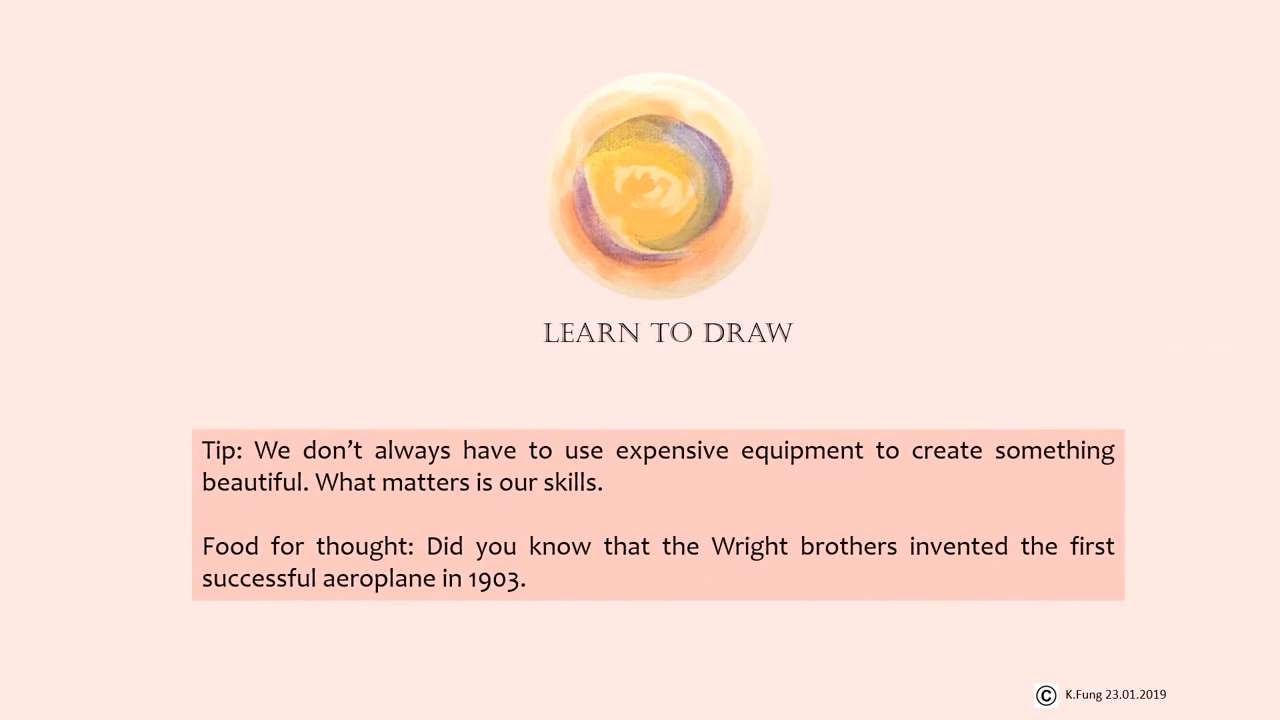 LEARN TO DRAW
Tip: We don’t always have to use expensive equipment to create something
beautiful. What matters is our skills.
Food for thought: Did you know that the Wright brothers invented the first
successful aeroplane in 1903.
© K.Fung 23.01.2019